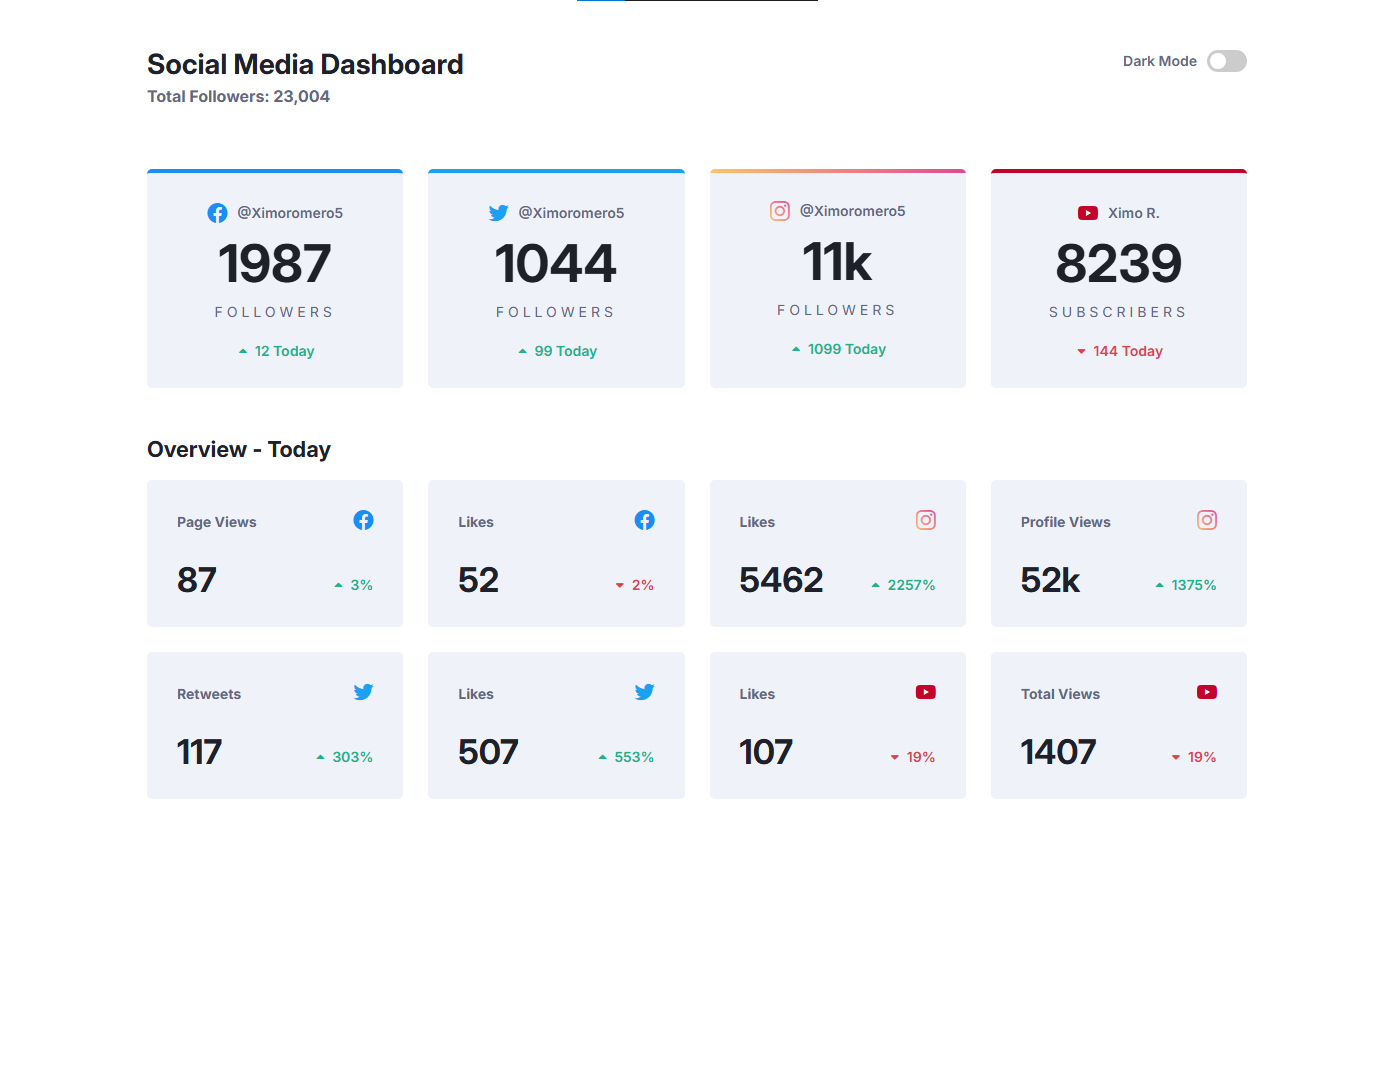 Social Media Dashboard
Dark Mode
Total Followers: 23,004
@Ximoromero5
1987
FOLLOWERS
12 Today
@Ximoromero5
1044
FOLLOWERS
99 Today
@Ximoromero5
11k
FOLLOWERS
1099 Today
Ximo R.
8239
SUBSCRIBERS
144 Today
Overview - Today
Page Views
87
3%
Likes
52
2%
Likes
5462
2257%
Profile Views
52k
1375%
Retweets
117
303%
Likes
507
553%
Likes
107
19%
Total Views
1407
19%